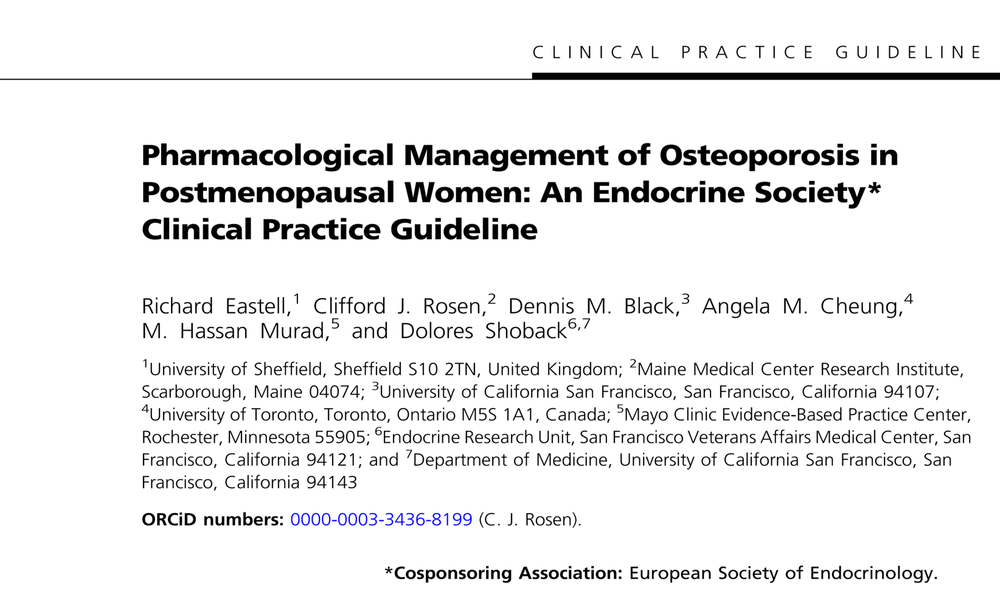 CLINICAL PRACTICE GUIDELINE
Pharmacological Management of Osteoporosis in
Postmenopausal Women: An Endocrine Society*
Clinical Practice Guideline
Richard Eastell,1 Clifford J. Rosen,2 Dennis M. Black,3 Angela M. Cheung,4
M. Hassan Murad,5 and Dolores Shoback6,7
1University of Sheffield, Sheffield S10 2TN, United Kingdom; 2Maine Medical Center Research Institute,
Scarborough, Maine 04074; 3University of California San Francisco, San Francisco, California 94107;
4University of Toronto, Toronto, Ontario M5S 1A1, Canada; 5Mayo Clinic Evidence-Based Practice Center,
Rochester, Minnesota 55905; 6Endocrine Research Unit, San Francisco Veterans Affairs Medical Center, San
Francisco, California 94121; and 7Department of Medicine, University of California San Francisco, San
Francisco, California 94143
ORCiD numbers: 0000-0003-3436-8199 (C. J. Rosen).
*Cosponsoring Association: European Society of Endocrinology.